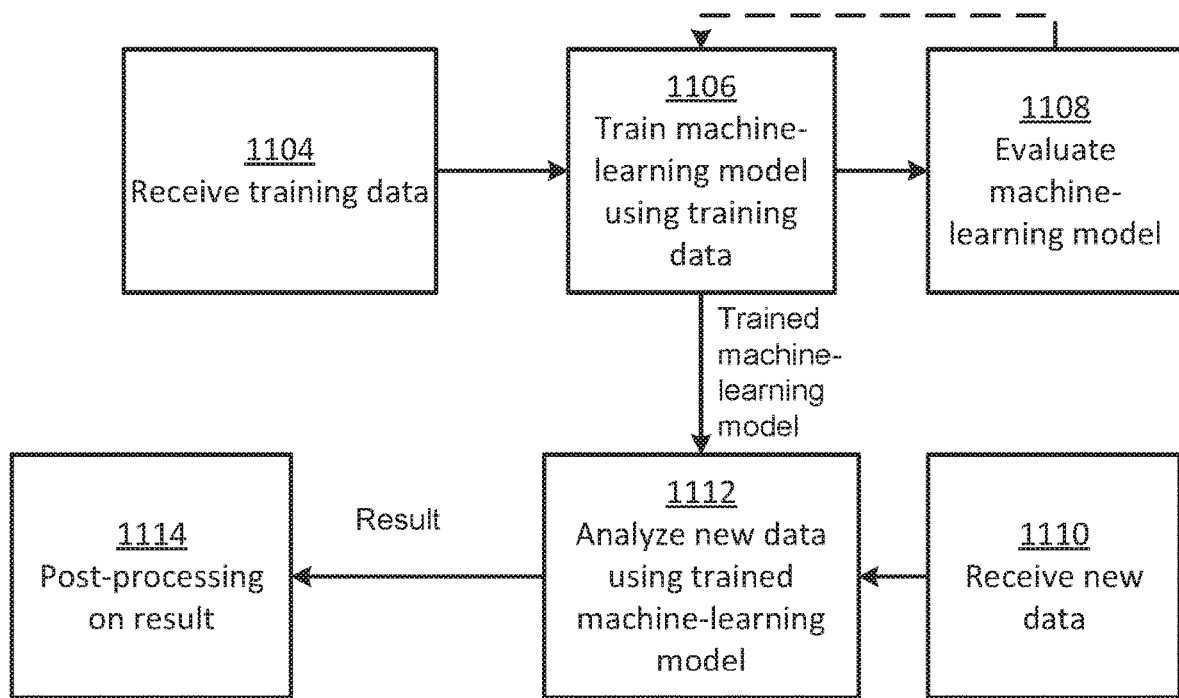 1104
Receive training data
1106
Train machine-
learning model
using training
data
1108
Evaluate
machine-
learning model
Trained
machine-
learning
model
1114
Post-processing
on result
Result
1112
Analyze new data
using trained
machine-learning
model
1110
Receive new
data